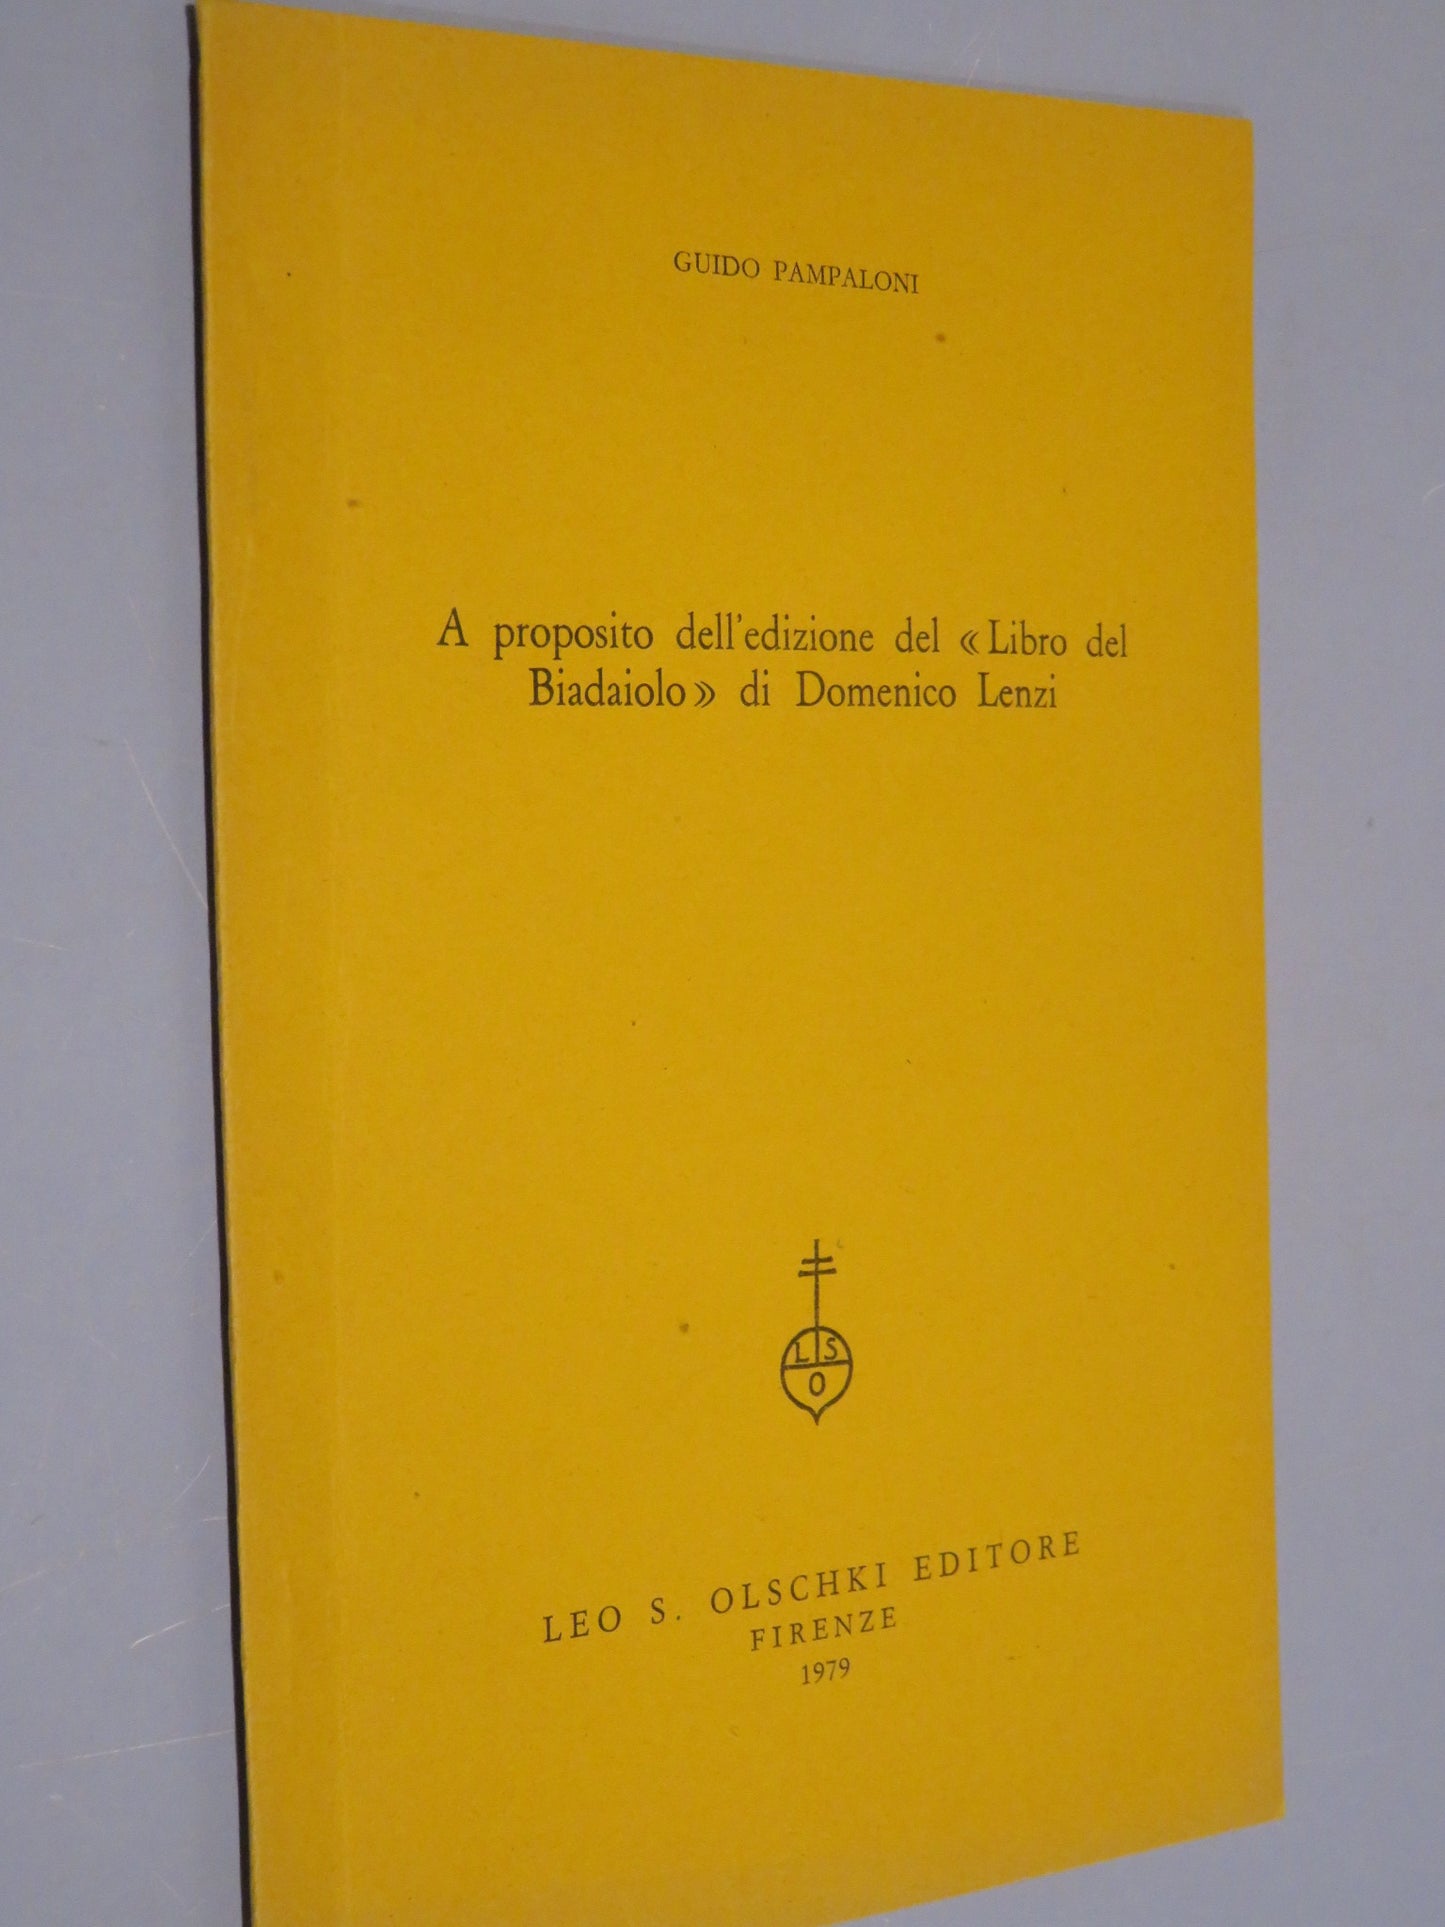 GUIDO PAMPALONI
A proposito dell'edizione del «Libro del
Biadaiolo» di Domenico Lenzi
L S
O
LEO S. OLSCHKI EDITORE
FIRENZE
1979